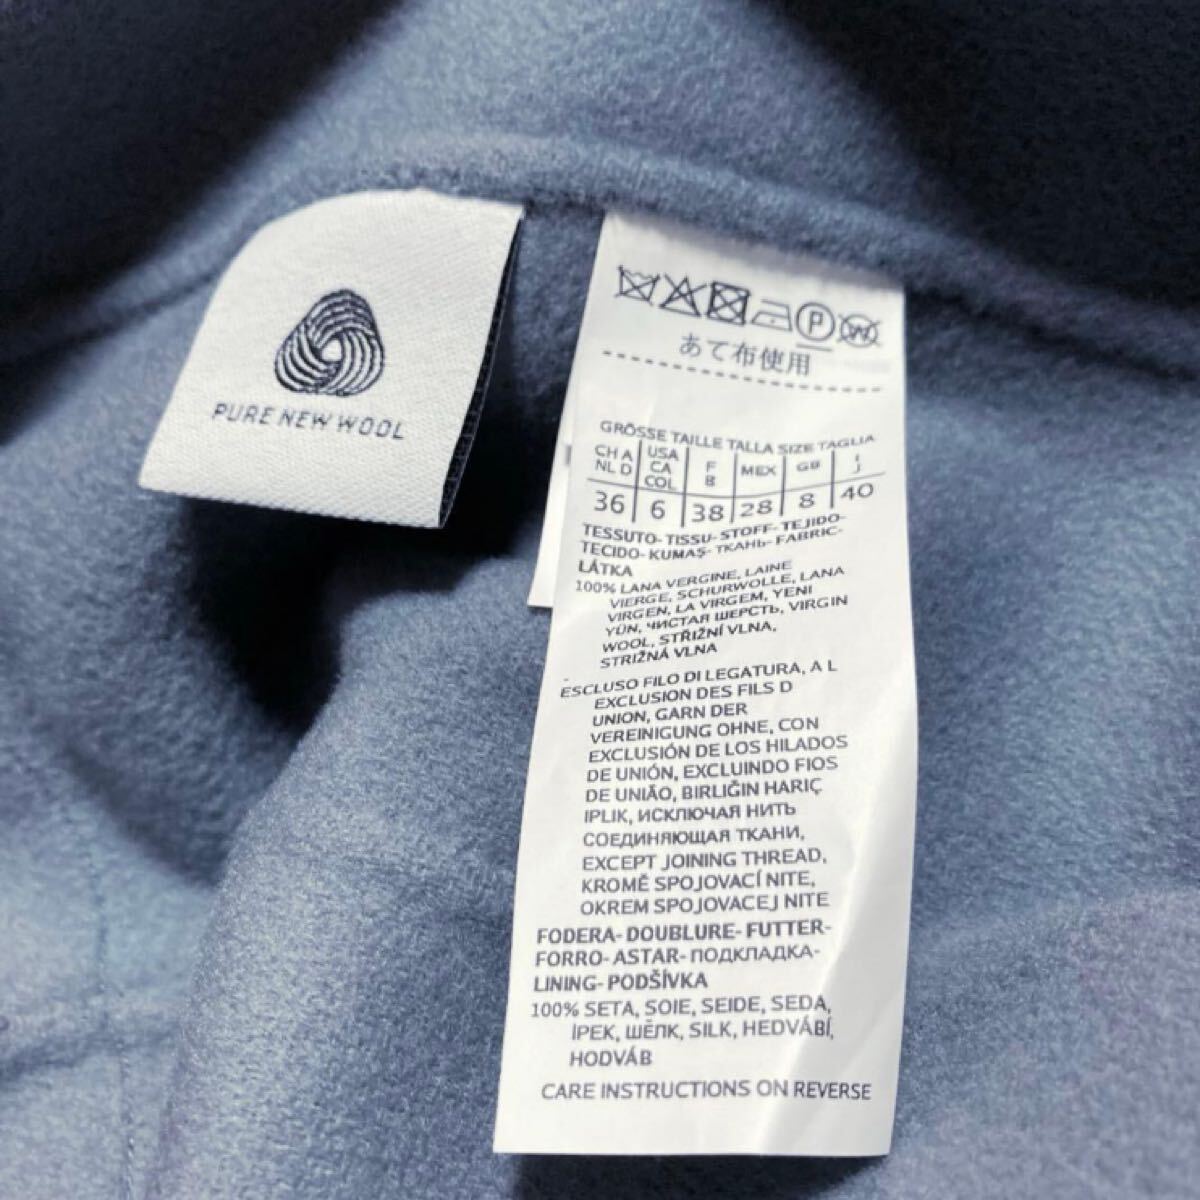 PURE NEW WOOL
P W
あて布使用
GRÖSSE TAILLE TALLA SIZE TAGLIA
CH A NL D | USA CA COL | F B | MEX | GB | I J
36 | 6 | 38 | 28 | 8 | 40
TESSUTO- TISSU- STOFF- TEJIDO-
TECIDO- KUMAŞ- ТКАНЬ- FABRIC-
LÁTKA
100% LANA VERGINE, LAINE
VIERGE, SCHURWOLLE, LANA
VIRGEN, LA VIRGEM, YENI
YÜN, ЧИСТАЯ ШЕРСТЬ, VIRGIN
WOOL, STŘIŽNÍ VLNA,
STRIŽNÁ VLNA
ESCLUSO FILO DI LEGATURA, A L
EXCLUSION DES FILS D
UNION, GARN DER
VEREINIGUNG OHNE, CON
EXCLUSIÓN DE LOS HILADOS
DE UNIÓN, EXCLUINDO FIOS
DE UNIÃO, BIRLIĞIN HARIÇ
IPLIK, ИСКЛЮЧАЯ НИТЬ
СОЕДИНЯЮЩАЯ ТКАНИ,
EXCEPT JOINING THREAD,
KROMĚ SPOJOVACÍ NITE,
OKREM SPOJOVACEJ NITE
FODERA- DOUBLURE- FUTTER-
FORRO- ASTAR- ПОДКЛАДКА-
LINING- PODŠÍVKA
100% SETA, SOIE, SEIDE, SEDA,
İPEK, ШЁЛК, SILK, HEDVÁBÍ,
HODVÁB
CARE INSTRUCTIONS ON REVERSE